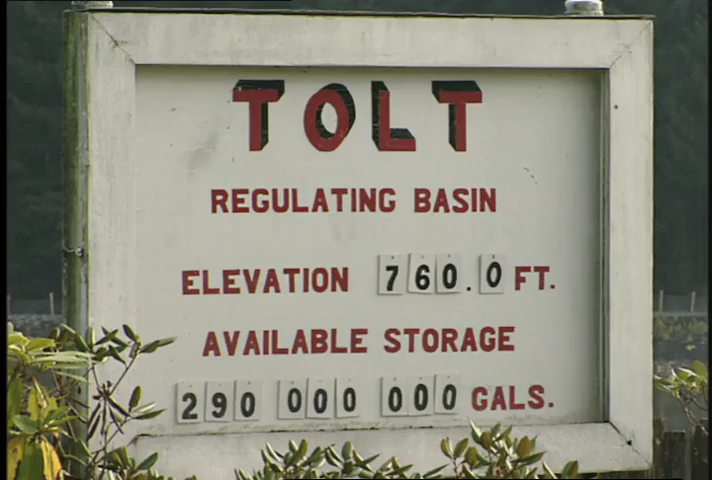 TOLT
REGULATING BASIN
ELEVATION 760.0 FT.
AVAILABLE STORAGE
290 000 000 GALS.